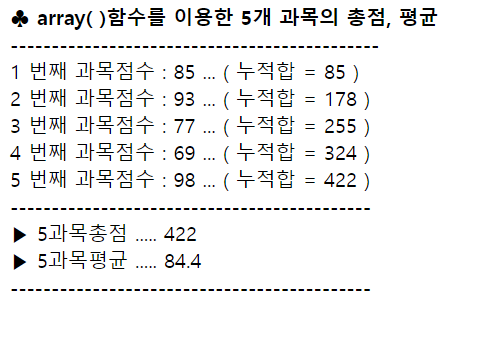 ♣ array( )함수를 이용한 5개 과목의 총점, 평균
--------------------------------------------
1 번째 과목점수 : 85 ... ( 누적합 = 85 )
2 번째 과목점수 : 93 ... ( 누적합 = 178 )
3 번째 과목점수 : 77 ... ( 누적합 = 255 )
4 번째 과목점수 : 69 ... ( 누적합 = 324 )
5 번째 과목점수 : 98 ... ( 누적합 = 422 )
-------------------------------------------
▶ 5과목총점 ..... 422
▶ 5과목평균 ..... 84.4
-------------------------------------------